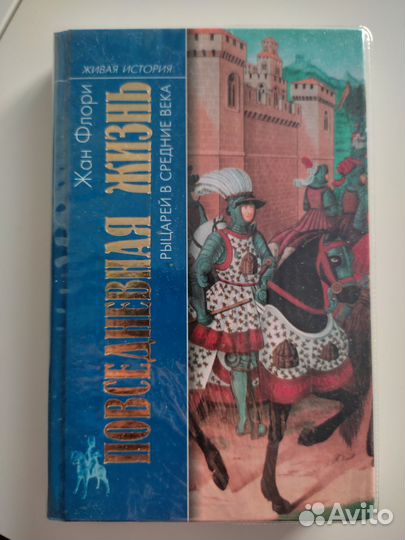 ЖИВАЯ ИСТОРИЯ
Жан Флори
ПОВСЕДНЕВНАЯ ЖИЗНЬ
РЫЦАРЕЙ В СРЕДНИЕ ВЕКА
Avito